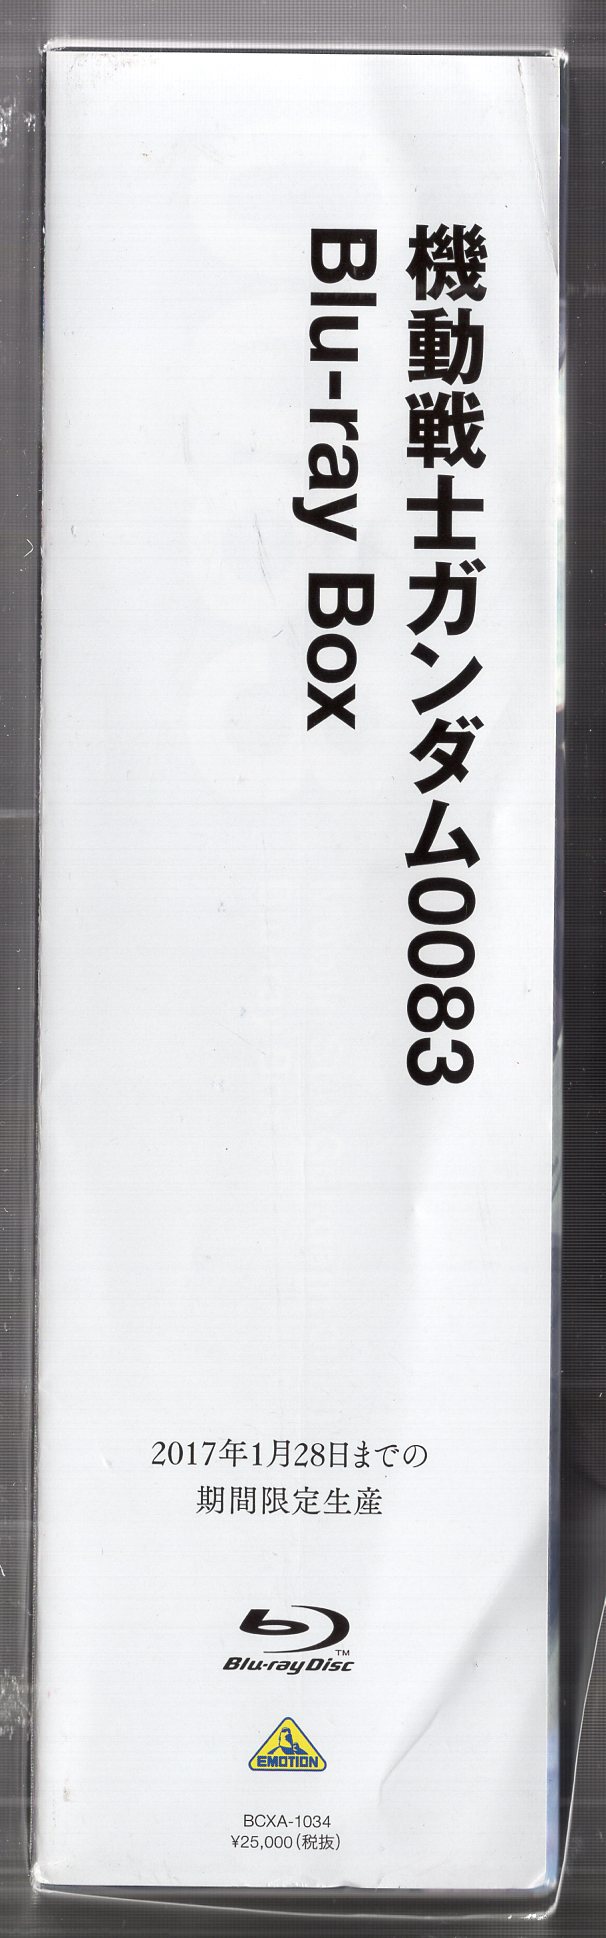 機動戦士ガンダム0083
Blu-ray Box
2017年1月28日までの
期間限定生産
Blu-ray Disc™
EMOTION
BCXA-1034
¥25,000(税抜)